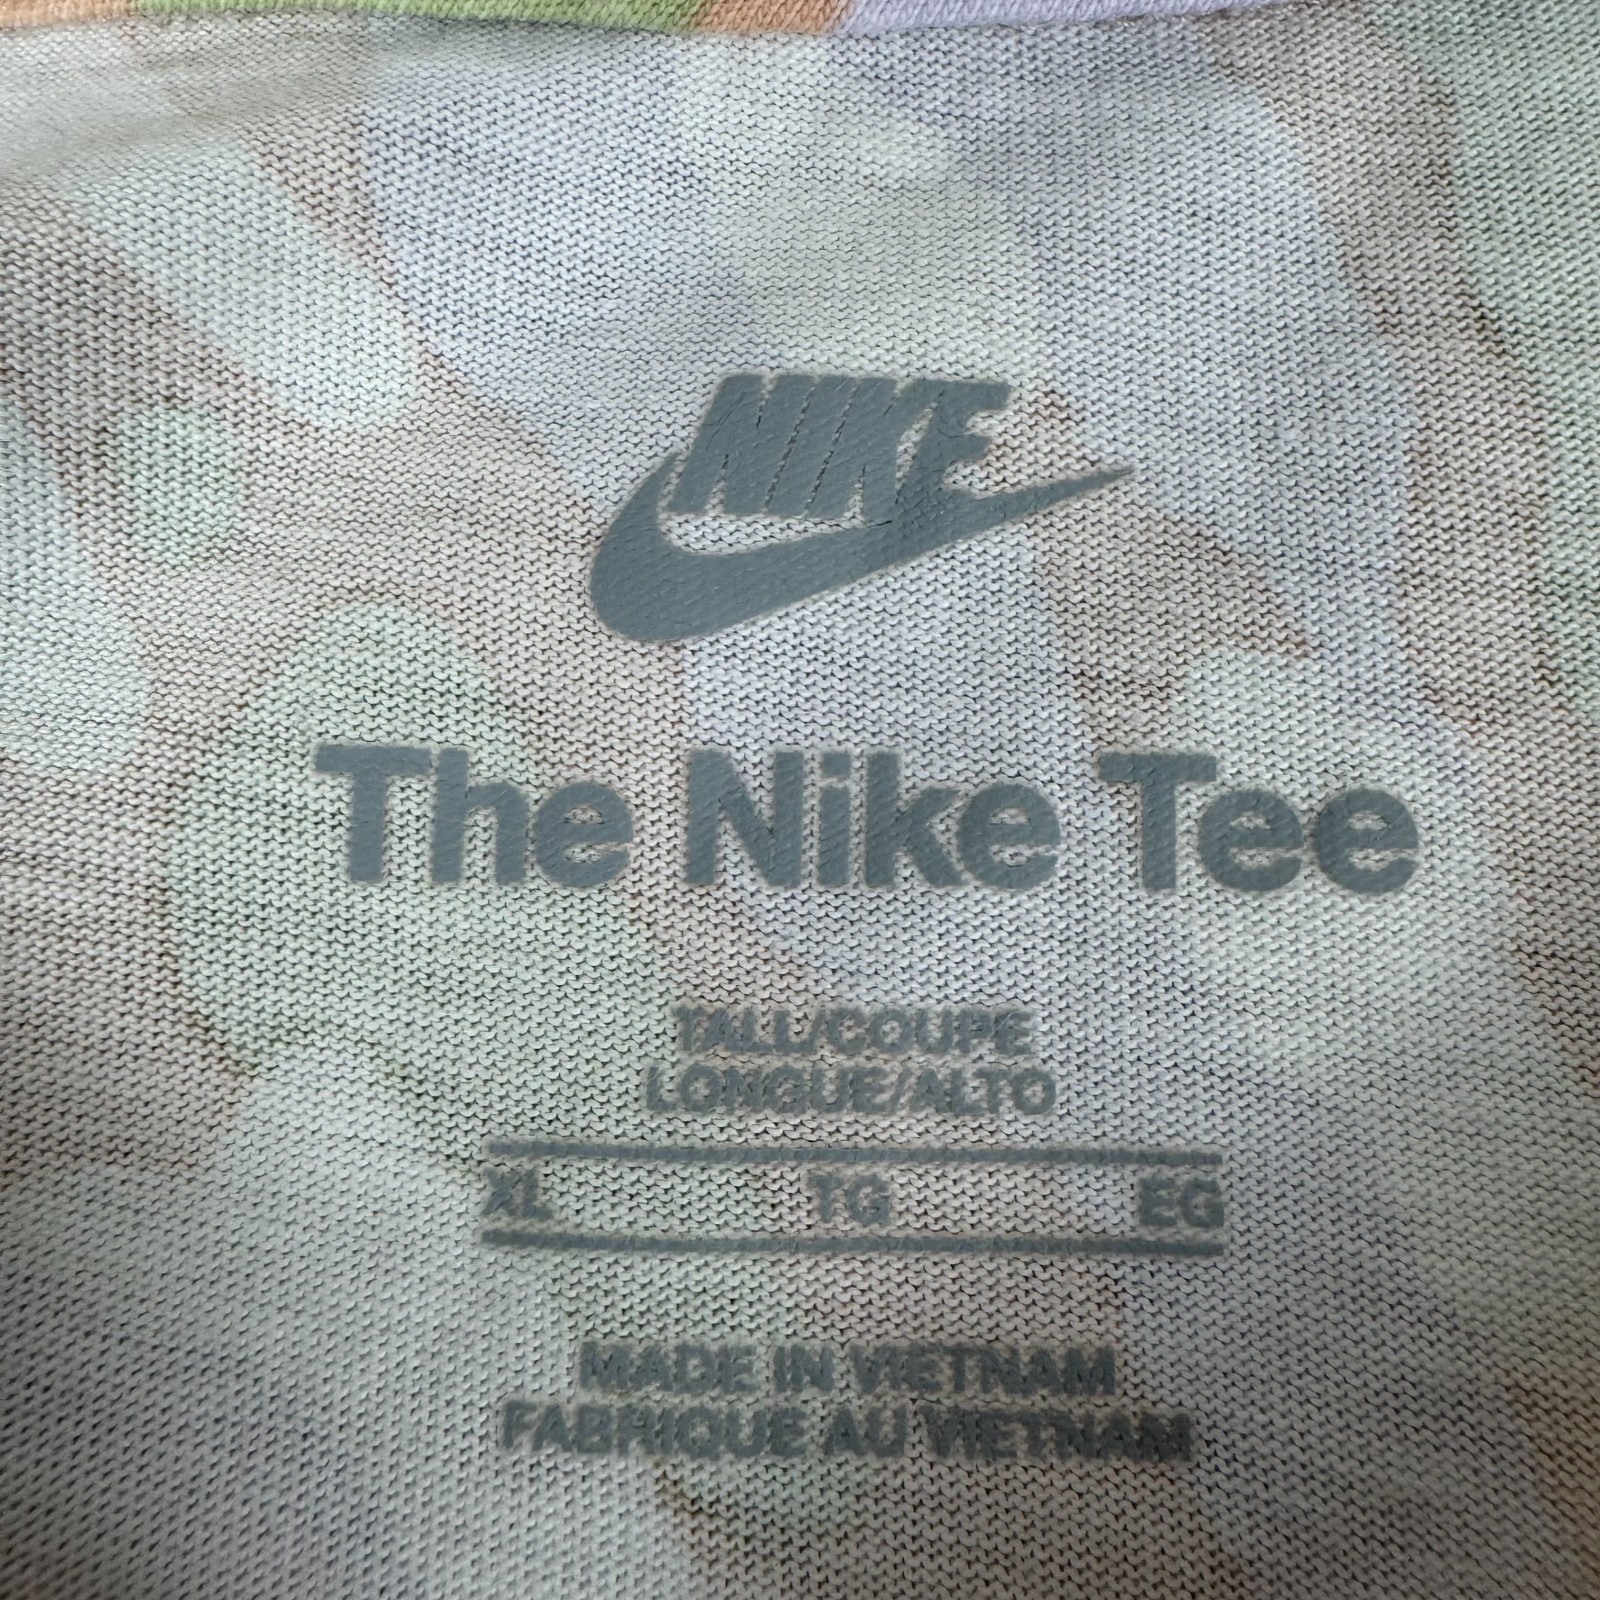 NIKE
The Nike Tee
TALL/COUPE
LONGUE/ALTO
XL TG EG
MADE IN VIETNAM
FABRIQUE AU VIETNAM